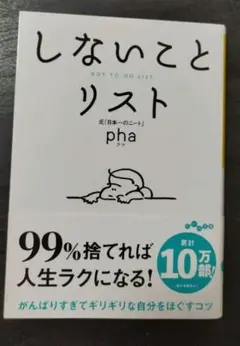 しないこと
NOT TO DO LIST
リスト
元「日本一のニート」
pha
ファ
99%捨てれば
人生ラクになる!
累計
10万部!
がんばりすぎてギリギリな自分をほぐすコツ